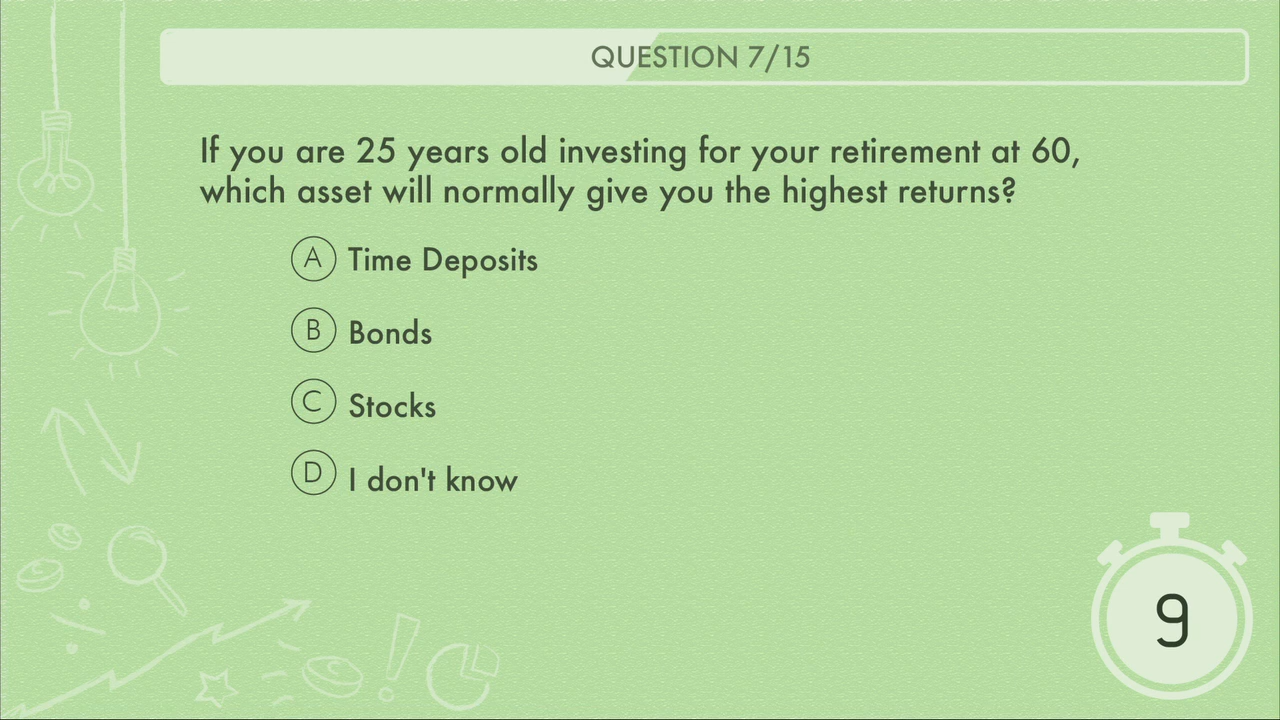 QUESTION 7/15
If you are 25 years old investing for your retirement at 60,
which asset will normally give you the highest returns?
A Time Deposits
B Bonds
C Stocks
D I don't know
9